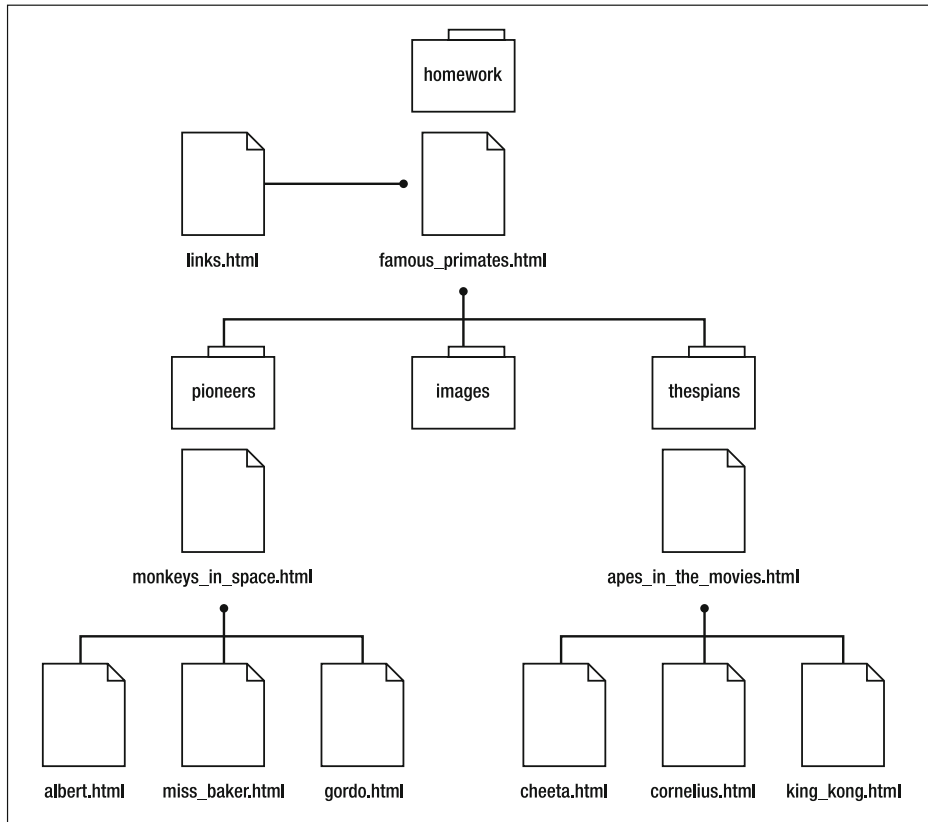 homework
links.html
famous_primates.html
pioneers
images
thespians
monkeys_in_space.html
apes_in_the_movies.html
albert.html
miss_baker.html
gordo.html
cheeta.html
cornelius.html
king_kong.html